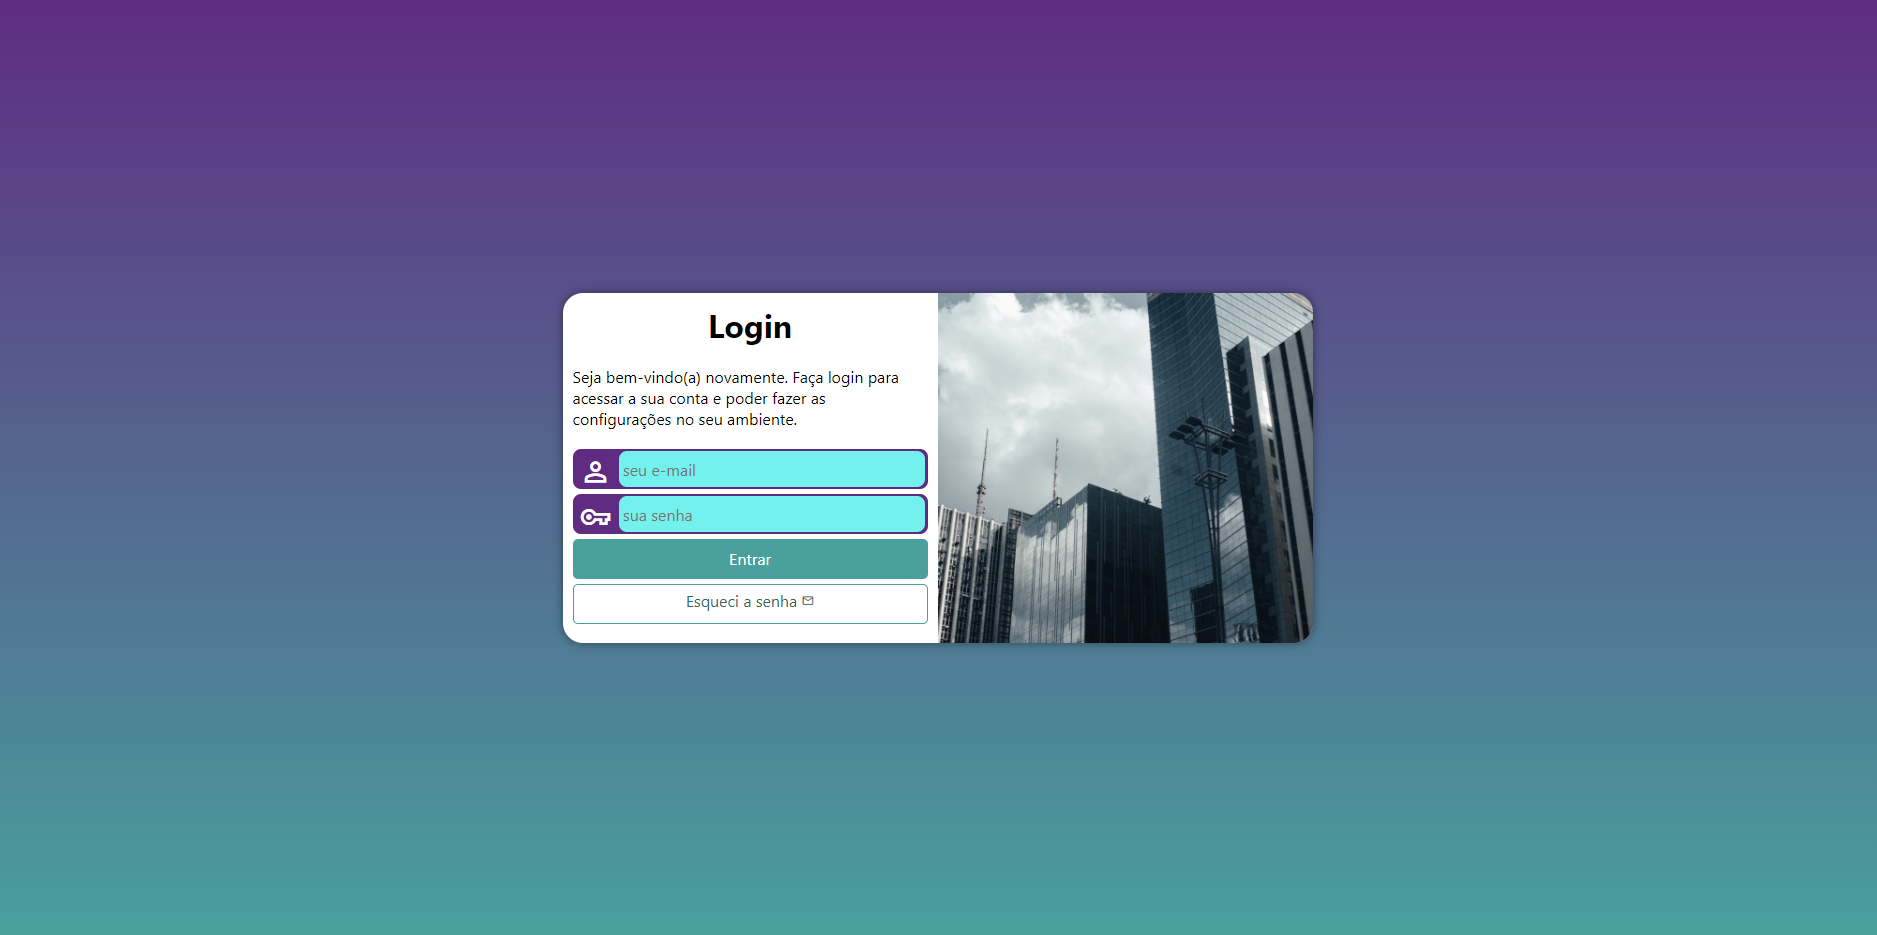 Login
Seja bem-vindo(a) novamente. Faça login para
acessar a sua conta e poder fazer as
configurações no seu ambiente.
seu e-mail
sua senha
Entrar
Esqueci a senha